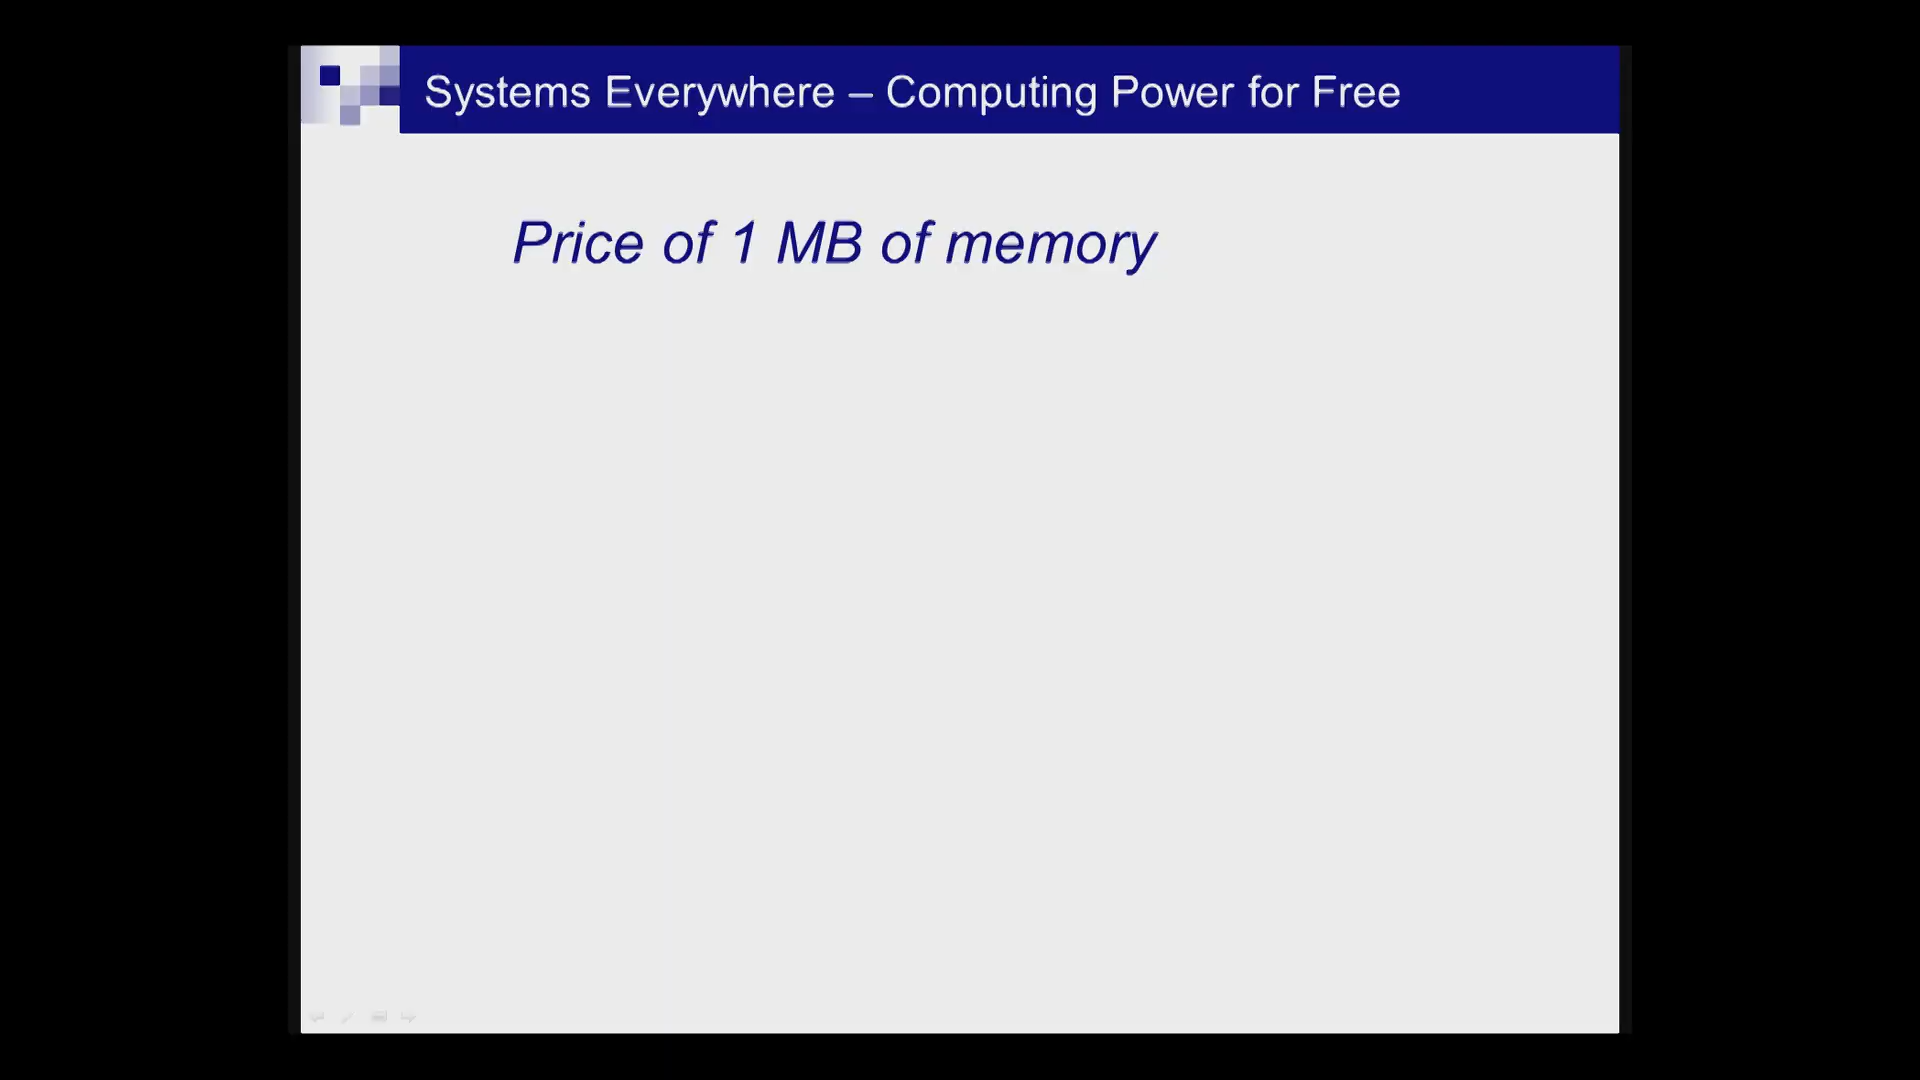 Systems Everywhere – Computing Power for Free
Price of 1 MB of memory